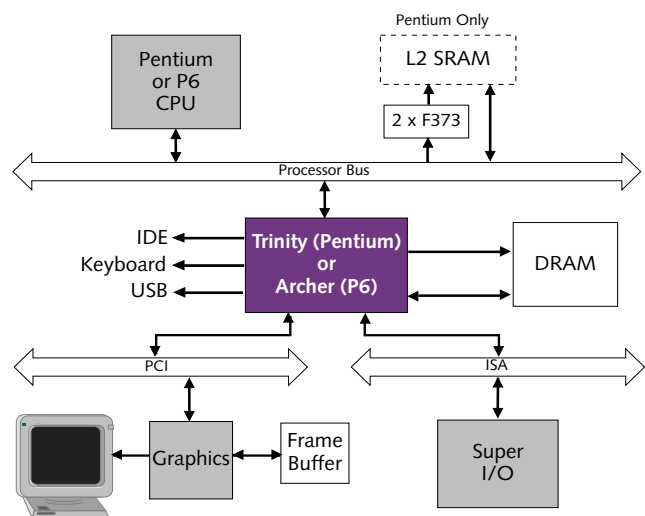 Pentium Only
Pentium
or P6
CPU
L2 SRAM
2 x F373
Processor Bus
IDE
Keyboard
USB
Trinity (Pentium)
or
Archer (P6)
DRAM
PCI
ISA
Graphics
Frame
Buffer
Super
I/O